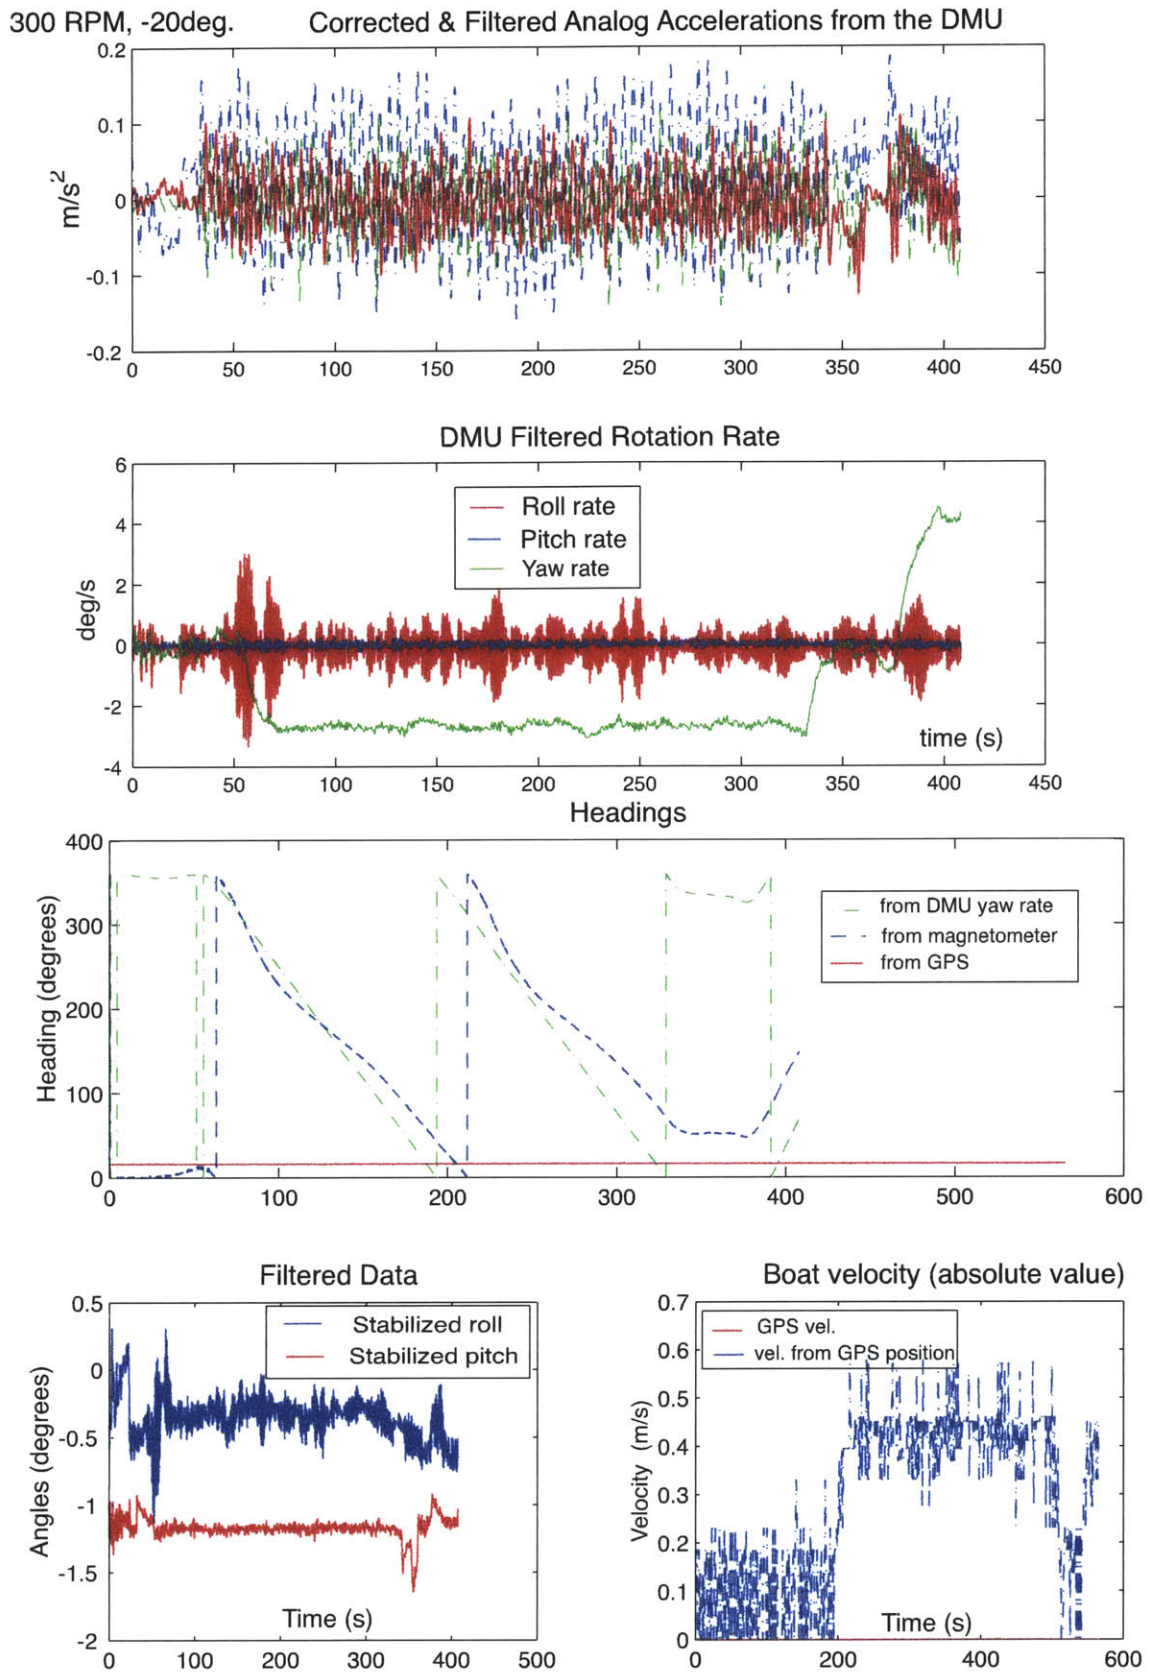 300 RPM, -20deg. Corrected & Filtered Analog Accelerations from the DMU
0.2
0.1
0
-0.1
-0.2
m/s2
0 50 100 150 200 250 300 350 400 450
DMU Filtered Rotation Rate
6
4
2
0
-2
-4
deg/s
Roll rate
Pitch rate
Yaw rate
time (s)
0 50 100 150 200 250 300 350 400 450
Headings
400
300
200
100
0
Heading (degrees)
from DMU yaw rate
from magnetometer
from GPS
0 100 200 300 400 500 600
Filtered Data
0.5
0
-0.5
-1
-1.5
-2
Angles (degrees)
Stabilized roll
Stabilized pitch
Time (s)
0 100 200 300 400 500
Boat velocity (absolute value)
0.7
0.6
0.5
0.4
0.3
0.2
0.1
0
Velocity (m/s)
GPS vel.
vel. from GPS position
Time (s)
0 200 400 600